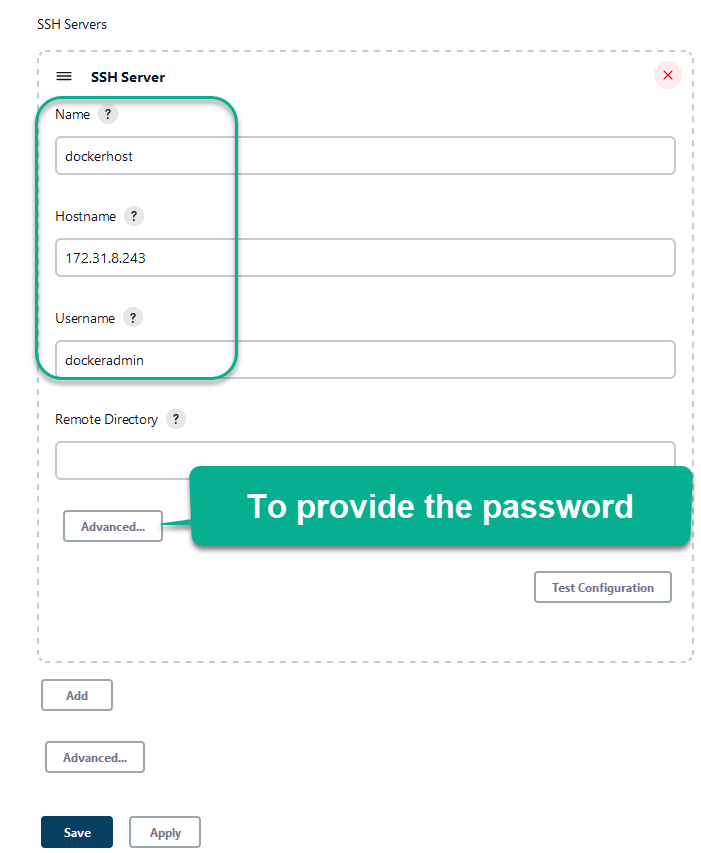 SSH Servers
SSH Server
Name ?
dockerhost
Hostname ?
172.31.8.243
Username ?
dockeradmin
Remote Directory ?
To provide the password
Advanced...
Test Configuration
Add
Advanced...
Save Apply